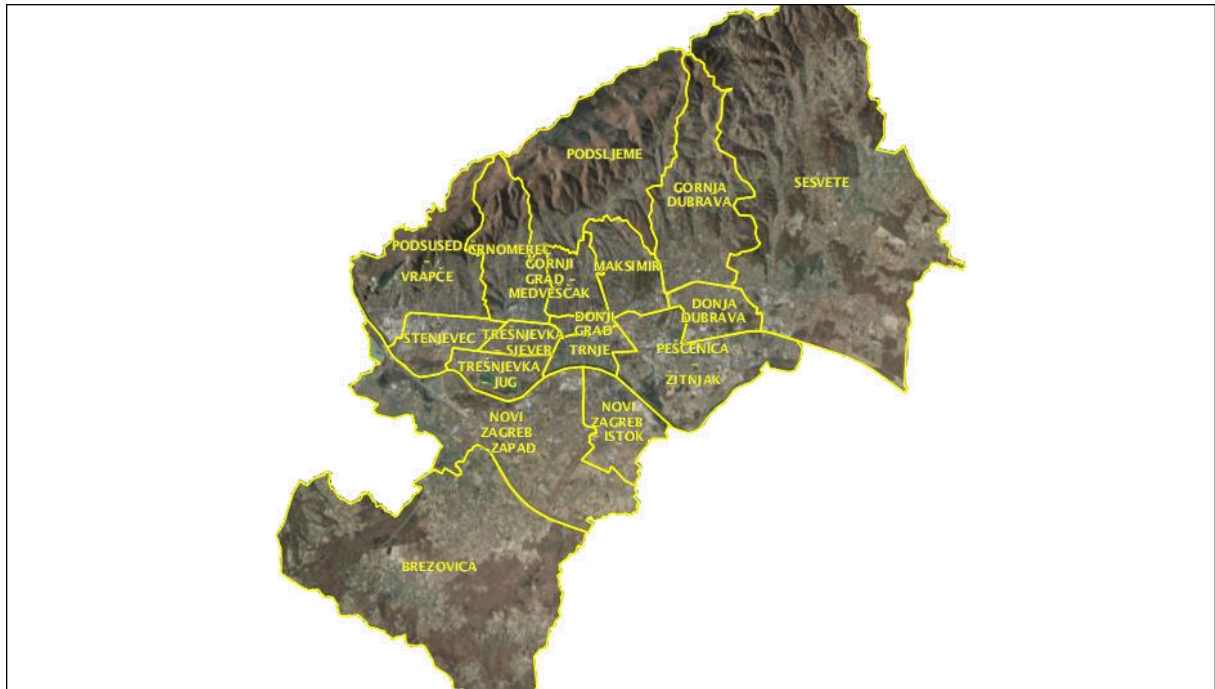 PODSLJEME
SESVETE
GORNJA
DUBRAVA
PODSUSED
–
VRAPČE
ČRNOMEREC
GORNJI
GRAD –
MEDVEŠČAK
MAKSIMIR
DONJA
DUBRAVA
DONJI
GRAD
STENJEVEC
TREŠNJEVKA
– SJEVER
TRNJE
PEŠČENICA
–
ŽITNJAK
TREŠNJEVKA
– JUG
NOVI
ZAGREB
– ZAPAD
NOVI
ZAGREB
– ISTOK
BREZOVICA